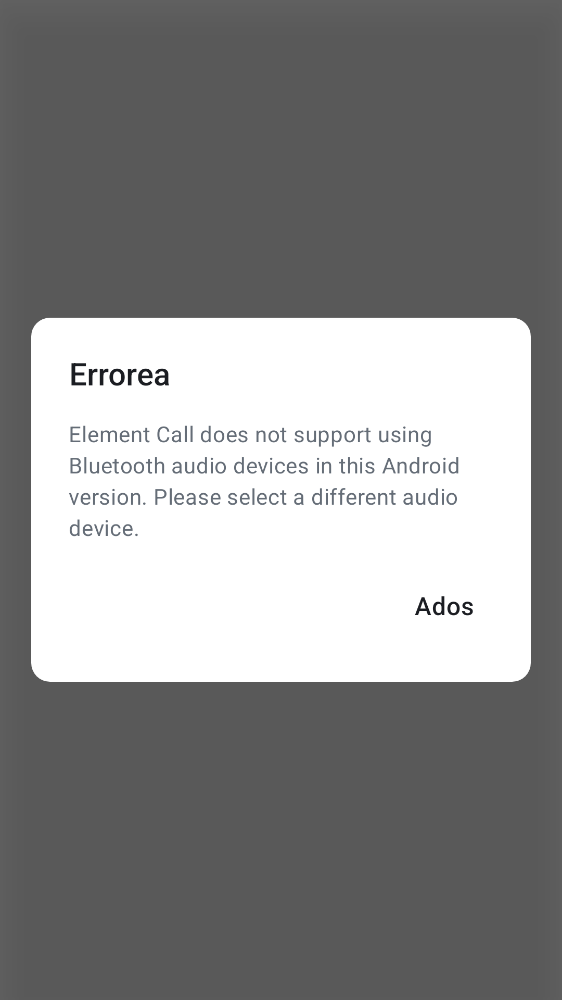 Errorea
Element Call does not support using
Bluetooth audio devices in this Android
version. Please select a different audio
device.
Ados